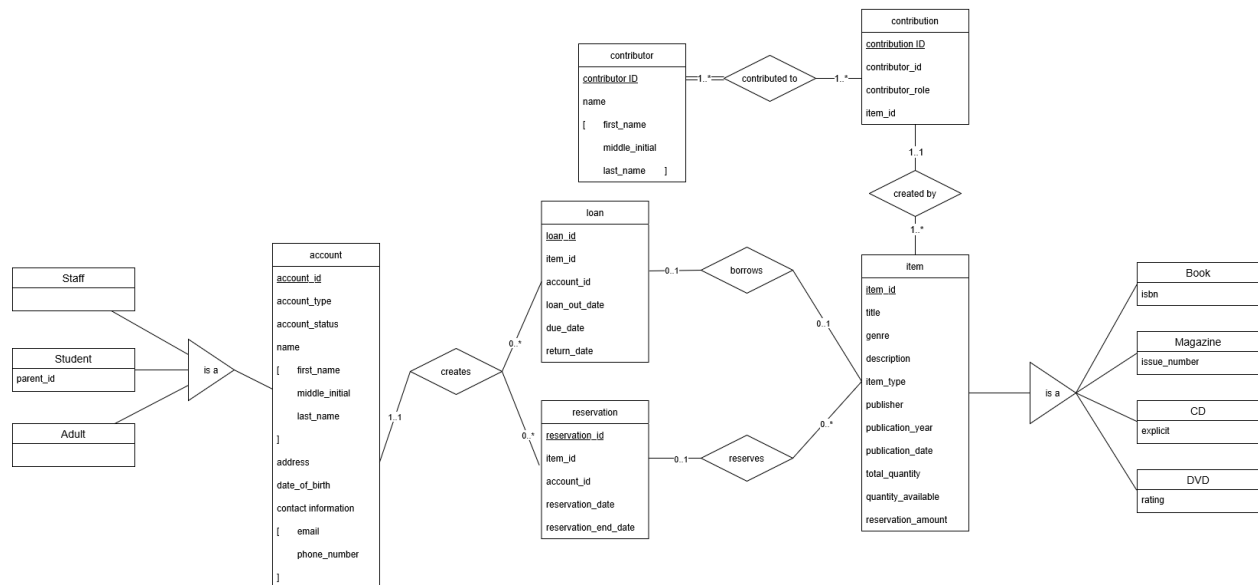 contribution
contribution ID
contributor_id
contributor_role
item_id
contributor
contributor ID
name
[ first_name
middle_initial
last_name ]
1..*
contributed to
1..*
1..1
created by
1..*
loan
loan_id
item_id
account_id
loan_out_date
due_date
return_date
0..1
borrows
0..1
account
account_id
account_type
account_status
name
[ first_name
middle_initial
last_name
]
address
date_of_birth
contact information
[ email
phone_number
]
Staff
Student
parent_id
Adult
is a
1..1
creates
0..*
0..*
reservation
reservation_id
item_id
account_id
reservation_date
reservation_end_date
0..1
reserves
0..*
item
item_id
title
genre
description
item_type
publisher
publication_year
publication_date
total_quantity
quantity_available
reservation_amount
is a
Book
isbn
Magazine
issue_number
CD
explicit
DVD
rating